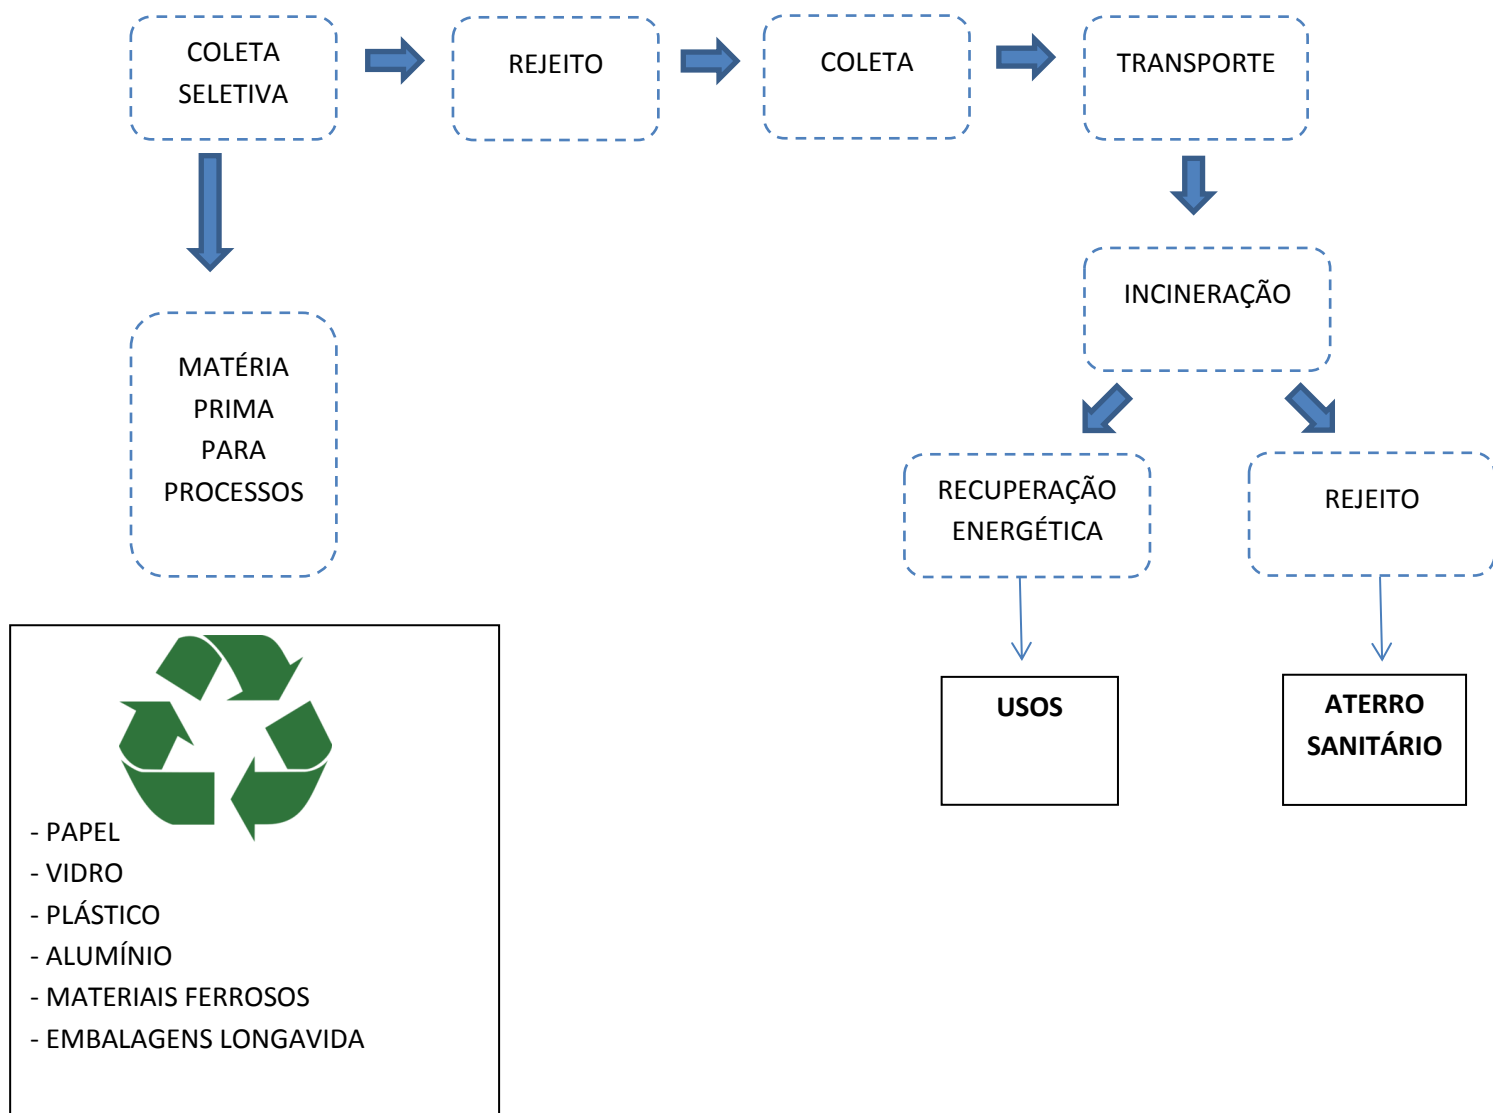 COLETA
SELETIVA
REJEITO
COLETA
TRANSPORTE
INCINERAÇÃO
MATÉRIA
PRIMA
PARA
PROCESSOS
RECUPERAÇÃO
ENERGÉTICA
REJEITO
USOS
ATERRO
SANITÁRIO
- PAPEL
- VIDRO
- PLÁSTICO
- ALUMÍNIO
- MATERIAIS FERROSOS
- EMBALAGENS LONGAVIDA